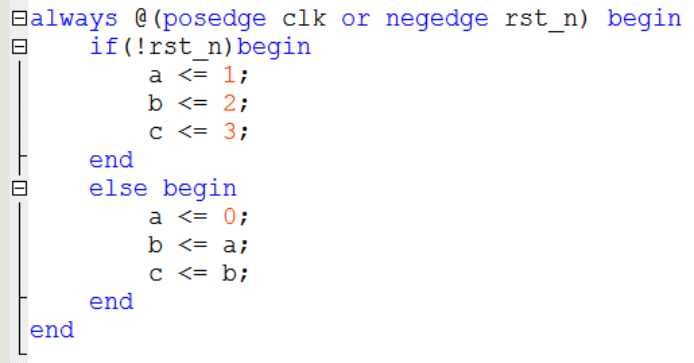 always @(posedge clk or negedge rst_n) begin
    if(!rst_n)begin
        a <= 1;
        b <= 2;
        c <= 3;
    end
    else begin
        a <= 0;
        b <= a;
        c <= b;
    end
end